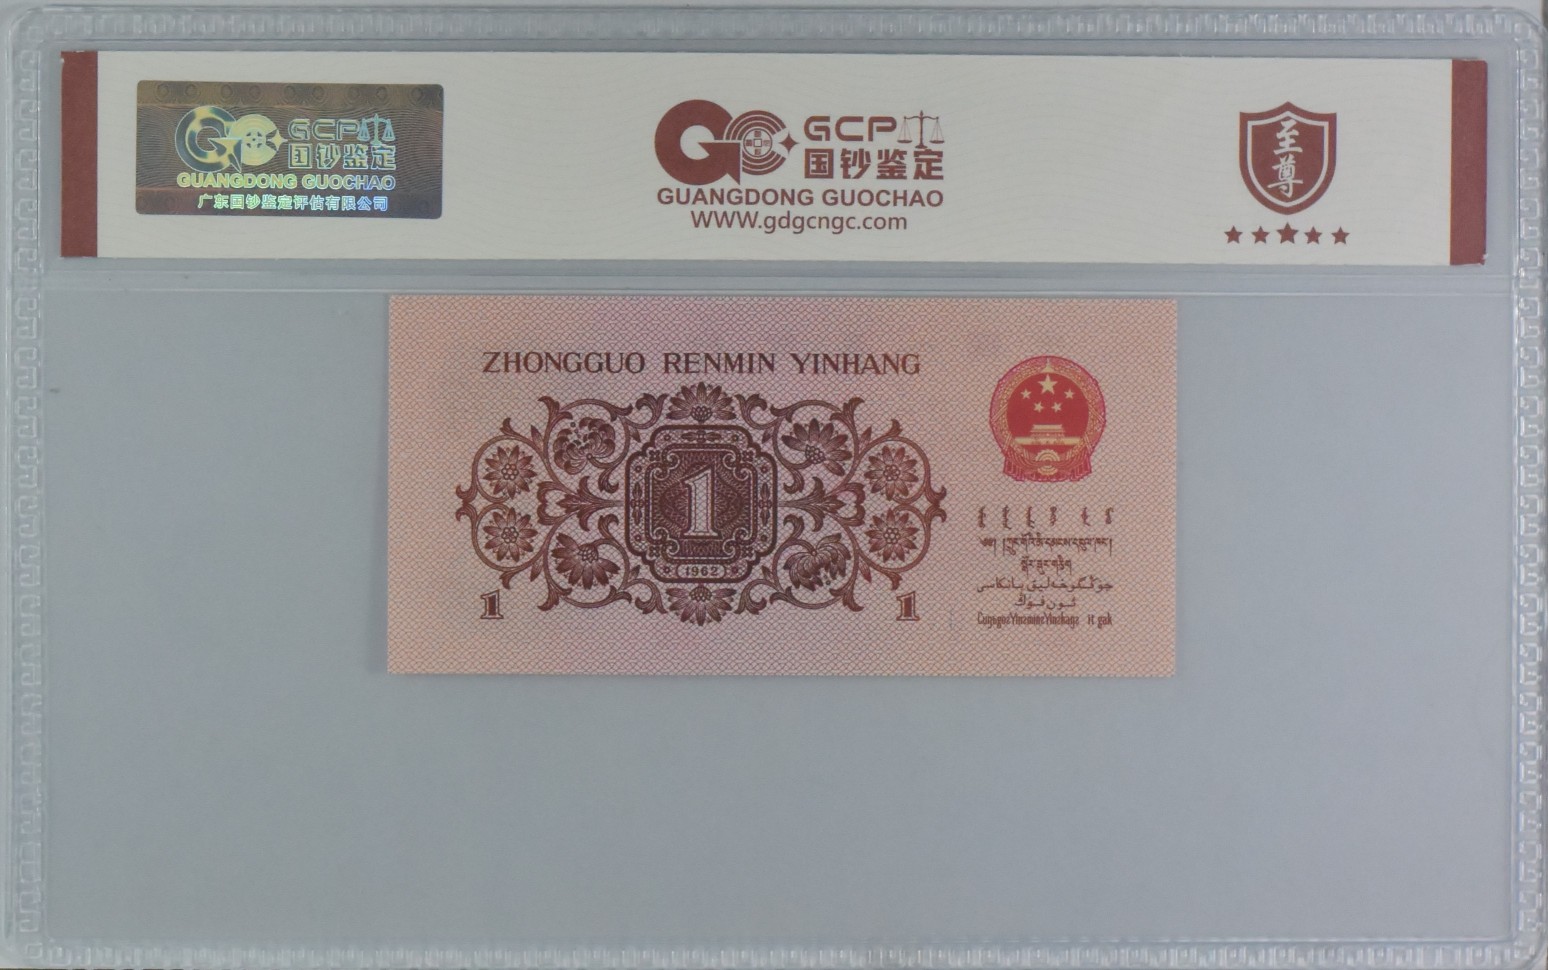 GCP
国钞鉴定
GUANGDONG GUOCHAO
广东国钞鉴定评估有限公司
GCP
国钞鉴定
GUANGDONG GUOCHAO
WWW.gdgcngc.com
至尊
ZHONGGUO RENMIN YINHANG
1
1962
1
1
جۇڭگوخەلىق بانكاسى